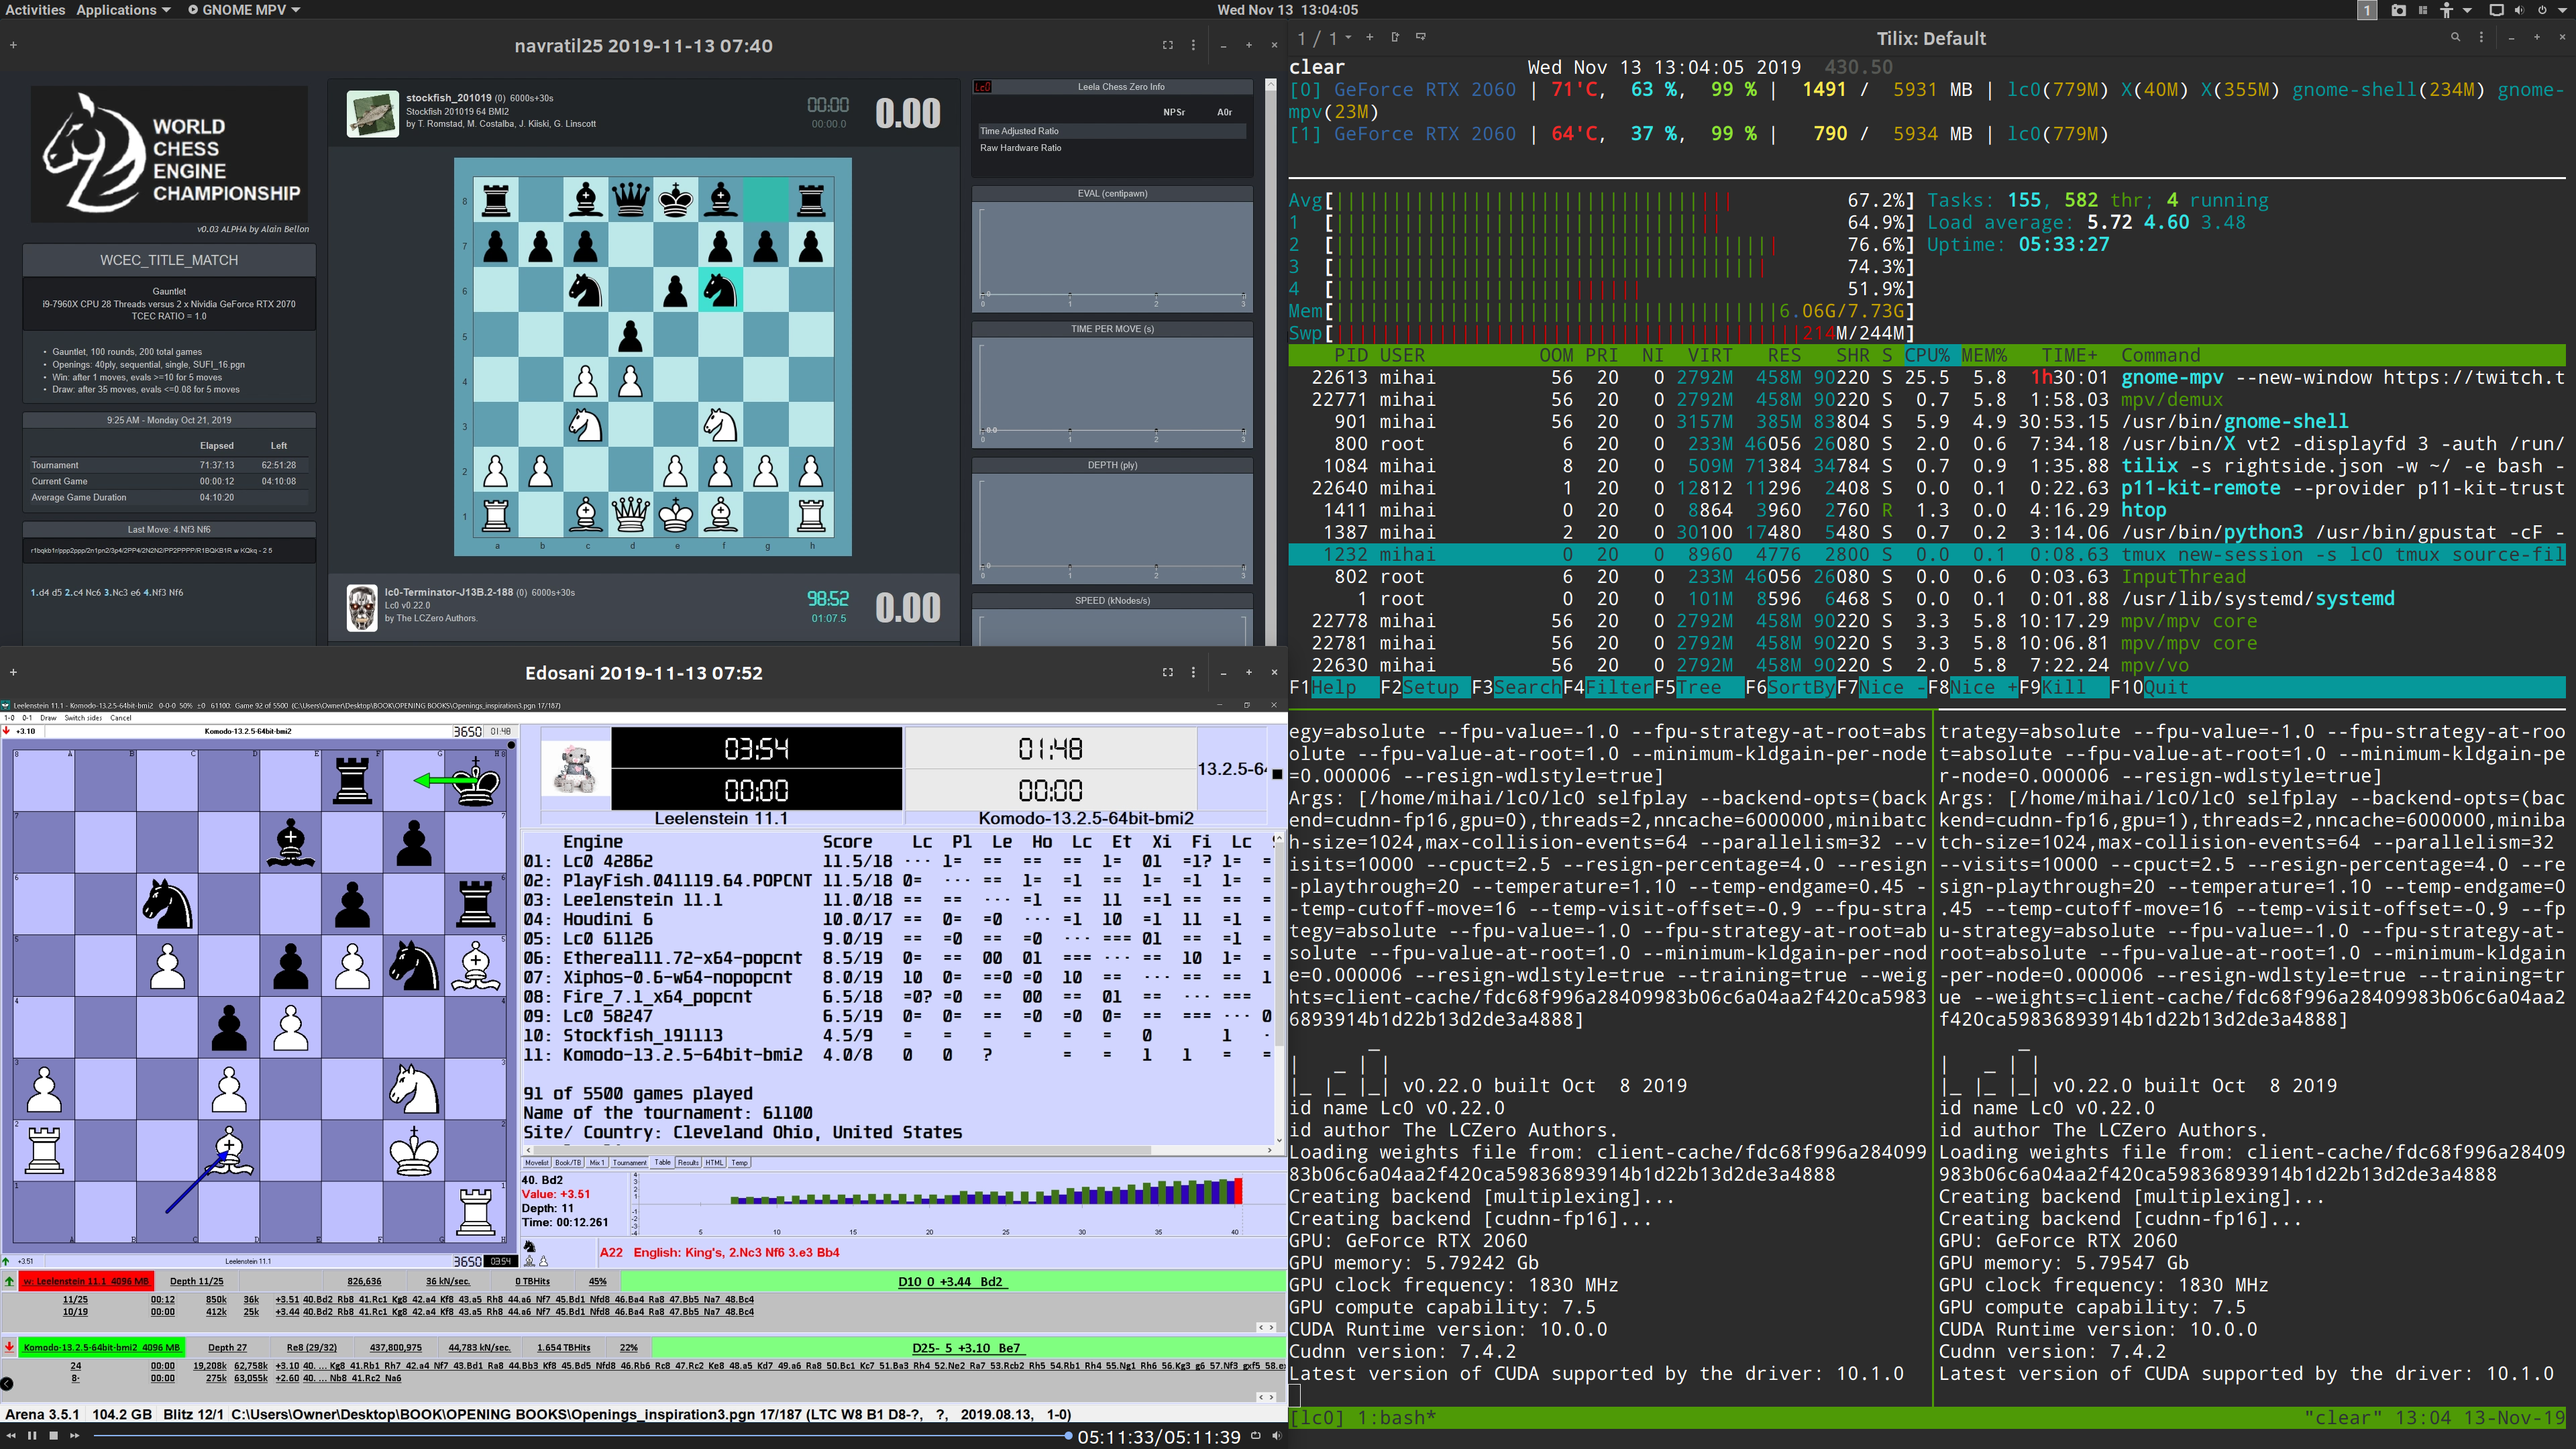 Activities Applications GNOME MPV
Wed Nov 13 13:04:05
1
navratil25 2019-11-13 07:40
WORLD
CHESS
ENGINE
CHAMPIONSHIP
v0.03 ALPHA by Alain Bellon
WCEC_TITLE_MATCH
Gauntlet
i9-7960X CPU 28 Threads versus 2 x Nvidia GeForce RTX 2070
TCEC RATIO = 1.0
• Gauntlet, 100 rounds, 200 total games
• Openings: 40ply, sequential, single, SUFI_16.pgn
• Win: after 1 moves, evals >=10 for 5 moves
• Draw: after 35 moves, evals <=0.08 for 5 moves
9:25 AM - Monday Oct 21, 2019
Elapsed Left
Tournament 71:37:13 62:51:28
Current Game 00:00:12 04:10:08
Average Game Duration 04:10:20
Last Move: 4.Nf3 Nf6
r1bqkb1r/ppp2ppp/2n1pn2/3p4/2PP4/2N2N2/PP2PPPP/R1BQKB1R w KQkq - 2 5
1.d4 d5 2.c4 Nc6 3.Nc3 e6 4.Nf3 Nf6
stockfish_201019 (0) 6000s+30s
Stockfish 201019 64 BMI2
by T. Romstad, M. Costalba, J. Kiiski, G. Linscott
00:00
00:00.0
0.00
8
7
6
5
4
3
2
1
a b c d e f g h
lc0-Terminator-J13B.2-188 (0) 6000s+30s
Lc0 v0.22.0
by The LCZero Authors.
98:52
01:07.5
0.00
Lc0 Leela Chess Zero Info
NPSr A0r
Time Adjusted Ratio
Raw Hardware Ratio
EVAL (centipawn)
0
0 1 2 3
TIME PER MOVE (s)
0.0
0 1 2 3
DEPTH (ply)
0
0 1 2 3
SPEED (kNodes/s)
Edosani 2019-11-13 07:52
Leelenstein 11.1 - Komodo-13.2.5-64bit-bmi2 0-0-0 50% ±0 61100: Game 92 of 5500 (C:\Users\Owner\Desktop\BOOK\OPENING BOOKS\Openings_inspiration3.pgn 17/187)
1-0 0-1 Draw Switch sides Cancel
+3.10 Komodo-13.2.5-64bit-bmi2 3650 01:48
+3.51 Leelenstein 11.1 3650 03:54
03:54 01:48
00:00 00:00
13.2.5-64
Leelenstein 11.1 Komodo-13.2.5-64bit-bmi2
Engine Score Lc Pl Le Ho Lc Et Xi Fi Lc
01: Lc0 42862 11.5/18 ··· 1= == == == 1= 01 =1? 1= =
02: PlayFish.041119.64.POPCNT 11.5/18 0= ··· == 1= =1 == 1= =1 1= =
03: Leelenstein 11.1 11.0/18 == == ··· =1 == 11 ==1 == == =
04: Houdini 6 10.0/17 == 0= =0 ··· =1 10 =1 11 =1 =
05: Lc0 61126 9.0/19 == =0 == =0 ··· === 01 == =1 =
06: Ethereal11.72-x64-popcnt 8.5/19 0= == 00 01 === ··· == 10 1= =
07: Xiphos-0.6-w64-nopopcnt 8.0/19 10 0= ==0 =0 10 == ··· == == 1
08: Fire_7.1_x64_popcnt 6.5/18 =0? =0 == 00 == 01 == ··· ===
09: Lc0 58247 6.5/19 0= 0= == =0 =0 0= == === ··· 0
10: Stockfish_191113 4.5/9 = = = = = = 0 1 ·
11: Komodo-13.2.5-64bit-bmi2 4.0/8 0 0 ? = = 1 1 = =
91 of 5500 games played
Name of the tournament: 61100
Site/ Country: Cleveland Ohio, United States
Movelist Book/TB Mix 1 Tournament Table Results HTML Temp
40. Bd2
Value: +3.51
Depth: 11
Time: 00:12.261
5 10 15 20 25 30 35 40
A22 English: King's, 2.Nc3 Nf6 3.e3 Bb4
w: Leelenstein 11.1 4096 MB Depth 11/25 826,636 36 kN/sec. 0 TBHits 45% D10 0 +3.44 Bd2
11/25 00:12 850k 36k +3.51 40.Bd2 Rb8 41.Rc1 Kg8 42.a4 Kf8 43.a5 Rh8 44.a6 Nf7 45.Bd1 Nfd8 46.Ba4 Ra8 47.Bb5 Na7 48.Bc4
10/19 00:00 412k 25k +3.44 40.Bd2 Rb8 41.Rc1 Kg8 42.a4 Kf8 43.a5 Rh8 44.a6 Nf7 45.Bd1 Nfd8 46.Ba4 Ra8 47.Bb5 Na7 48.Bc4
Komodo-13.2.5-64bit-bmi2 4096 MB Depth 27 Re8 (29/32) 437,800,975 44,783 kN/sec. 1.654 TBHits 22% D25- 5 +3.10 Be7
24 00:00 19,208k 62,758k +3.10 40. ... Kg8 41.Rb1 Rh7 42.a4 Nf7 43.Bd1 Ra8 44.Bb3 Kf8 45.Bd5 Nfd8 46.Rb6 Rc8 47.Rc2 Ke8 48.a5 Kd7 49.a6 Ra8 50.Bc1 Kc7 51.Ba3 Rh4 52.Ne2 Ra7 53.Rcb2 Rh5 54.Rb1 Rh4 55.Ng1 Rh6 56.Kg3 g6 57.Nf3 gxf5 58.e
8- 00:00 275k 63,055k +2.60 40. ... Nb8 41.Rc2 Na6
Arena 3.5.1 104.2 GB Blitz 12/1 C:\Users\Owner\Desktop\BOOK\OPENING BOOKS\Openings_inspiration3.pgn 17/187 (LTC W8 B1 D8-?, ?, 2019.08.13, 1-0)
05:11:33/05:11:39
1 / 1
Tilix: Default
clear Wed Nov 13 13:04:05 2019 430.50
[0] GeForce RTX 2060 | 71'C, 63 %, 99 % | 1491 / 5931 MB | lc0(779M) X(40M) X(355M) gnome-shell(234M) gnome-
mpv(23M)
[1] GeForce RTX 2060 | 64'C, 37 %, 99 % | 790 / 5934 MB | lc0(779M)
Avg[ 67.2%] Tasks: 155, 582 thr; 4 running
1 [ 64.9%] Load average: 5.72 4.60 3.48
2 [ 76.6%] Uptime: 05:33:27
3 [ 74.3%]
4 [ 51.9%]
Mem[ 6.06G/7.73G]
Swp[ 214M/244M]
PID USER OOM PRI NI VIRT RES SHR S CPU% MEM% TIME+ Command
22613 mihai 56 20 0 2792M 458M 90220 S 25.5 5.8 1h30:01 gnome-mpv --new-window https://twitch.t
22771 mihai 56 20 0 2792M 458M 90220 S 0.7 5.8 1:58.03 mpv/demux
901 mihai 56 20 0 3157M 385M 83804 S 5.9 4.9 30:53.15 /usr/bin/gnome-shell
800 root 6 20 0 233M 46056 26080 S 2.0 0.6 7:34.18 /usr/bin/X vt2 -displayfd 3 -auth /run/
1084 mihai 8 20 0 509M 71384 34784 S 0.7 0.9 1:35.88 tilix -s rightside.json -w ~/ -e bash -
22640 mihai 1 20 0 12812 11296 2408 S 0.0 0.1 0:22.63 p11-kit-remote --provider p11-kit-trust
1411 mihai 0 20 0 8864 3960 2760 R 1.3 0.0 4:16.29 htop
1387 mihai 2 20 0 30100 17480 5480 S 0.7 0.2 3:14.06 /usr/bin/python3 /usr/bin/gpustat -cF -
1232 mihai 0 20 0 8960 4776 2800 S 0.0 0.1 0:08.63 tmux new-session -s lc0 tmux source-fil
802 root 6 20 0 233M 46056 26080 S 0.0 0.6 0:03.63 InputThread
1 root 0 20 0 101M 8596 6468 S 0.0 0.1 0:01.88 /usr/lib/systemd/systemd
22778 mihai 56 20 0 2792M 458M 90220 S 3.3 5.8 10:17.29 mpv/mpv core
22781 mihai 56 20 0 2792M 458M 90220 S 3.3 5.8 10:06.81 mpv/mpv core
22630 mihai 56 20 0 2792M 458M 90220 S 2.0 5.8 7:22.24 mpv/vo
F1Help F2Setup F3SearchF4FilterF5Tree F6SortByF7Nice -F8Nice +F9Kill F10Quit
egy=absolute --fpu-value=-1.0 --fpu-strategy-at-root=abs
olute --fpu-value-at-root=1.0 --minimum-kldgain-per-node
=0.000006 --resign-wdlstyle=true]
Args: [/home/mihai/lc0/lc0 selfplay --backend-opts=(back
end=cudnn-fp16,gpu=0),threads=2,nncache=6000000,minibatc
h-size=1024,max-collision-events=64 --parallelism=32 --v
isits=10000 --cpuct=2.5 --resign-percentage=4.0 --resign
-playthrough=20 --temperature=1.10 --temp-endgame=0.45 -
-temp-cutoff-move=16 --temp-visit-offset=-0.9 --fpu-stra
tegy=absolute --fpu-value=-1.0 --fpu-strategy-at-root=ab
solute --fpu-value-at-root=1.0 --minimum-kldgain-per-nod
e=0.000006 --resign-wdlstyle=true --training=true --weig
hts=client-cache/fdc68f996a28409983b06c6a04aa2f420ca5983
6893914b1d22b13d2de3a4888]
v0.22.0 built Oct 8 2019
id name Lc0 v0.22.0
id author The LCZero Authors.
Loading weights file from: client-cache/fdc68f996a284099
83b06c6a04aa2f420ca59836893914b1d22b13d2de3a4888
Creating backend [multiplexing]...
Creating backend [cudnn-fp16]...
GPU: GeForce RTX 2060
GPU memory: 5.79242 Gb
GPU clock frequency: 1830 MHz
GPU compute capability: 7.5
CUDA Runtime version: 10.0.0
Cudnn version: 7.4.2
Latest version of CUDA supported by the driver: 10.1.0
trategy=absolute --fpu-value=-1.0 --fpu-strategy-at-roo
t=absolute --fpu-value-at-root=1.0 --minimum-kldgain-pe
r-node=0.000006 --resign-wdlstyle=true]
Args: [/home/mihai/lc0/lc0 selfplay --backend-opts=(bac
kend=cudnn-fp16,gpu=1),threads=2,nncache=6000000,miniba
tch-size=1024,max-collision-events=64 --parallelism=32
--visits=10000 --cpuct=2.5 --resign-percentage=4.0 --re
sign-playthrough=20 --temperature=1.10 --temp-endgame=0
.45 --temp-cutoff-move=16 --temp-visit-offset=-0.9 --fp
u-strategy=absolute --fpu-value=-1.0 --fpu-strategy-at-
root=absolute --fpu-value-at-root=1.0 --minimum-kldgain
-per-node=0.000006 --resign-wdlstyle=true --training=tr
ue --weights=client-cache/fdc68f996a28409983b06c6a04aa2
f420ca59836893914b1d22b13d2de3a4888]
v0.22.0 built Oct 8 2019
id name Lc0 v0.22.0
id author The LCZero Authors.
Loading weights file from: client-cache/fdc68f996a28409
983b06c6a04aa2f420ca59836893914b1d22b13d2de3a4888
Creating backend [multiplexing]...
Creating backend [cudnn-fp16]...
GPU: GeForce RTX 2060
GPU memory: 5.79547 Gb
GPU clock frequency: 1830 MHz
GPU compute capability: 7.5
CUDA Runtime version: 10.0.0
Cudnn version: 7.4.2
Latest version of CUDA supported by the driver: 10.1.0
[lc0] 1:bash* "clear" 13:04 13-Nov-19